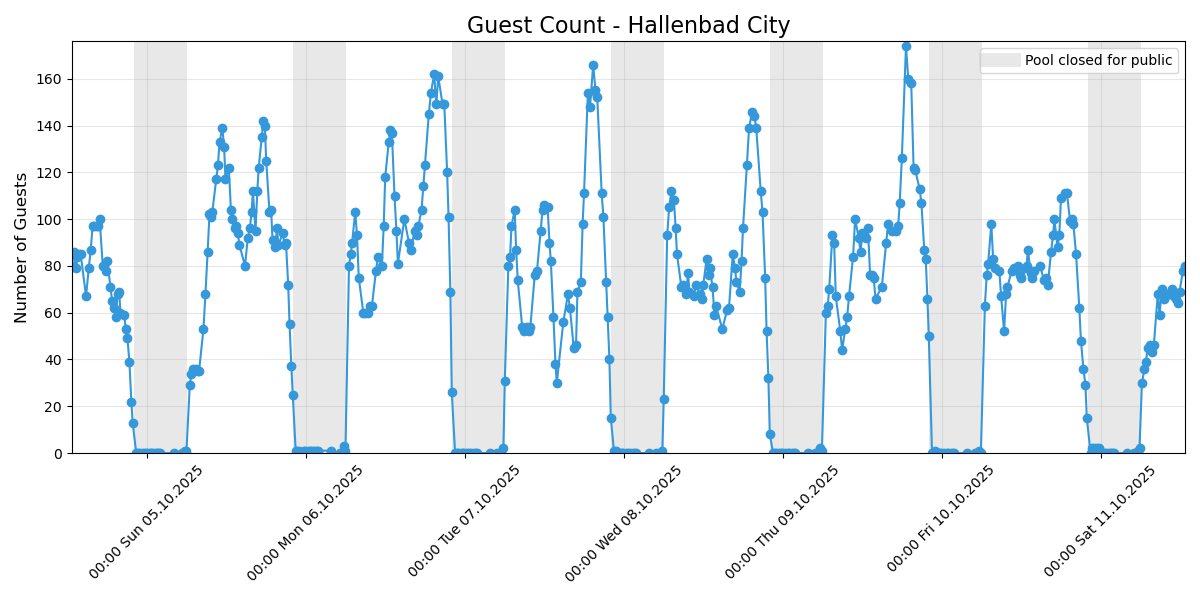 Guest Count - Hallenbad City
Pool closed for public
Number of Guests
160
140
120
100
80
60
40
20
0
00:00 Sun 05.10.2025
00:00 Mon 06.10.2025
00:00 Tue 07.10.2025
00:00 Wed 08.10.2025
00:00 Thu 09.10.2025
00:00 Fri 10.10.2025
00:00 Sat 11.10.2025